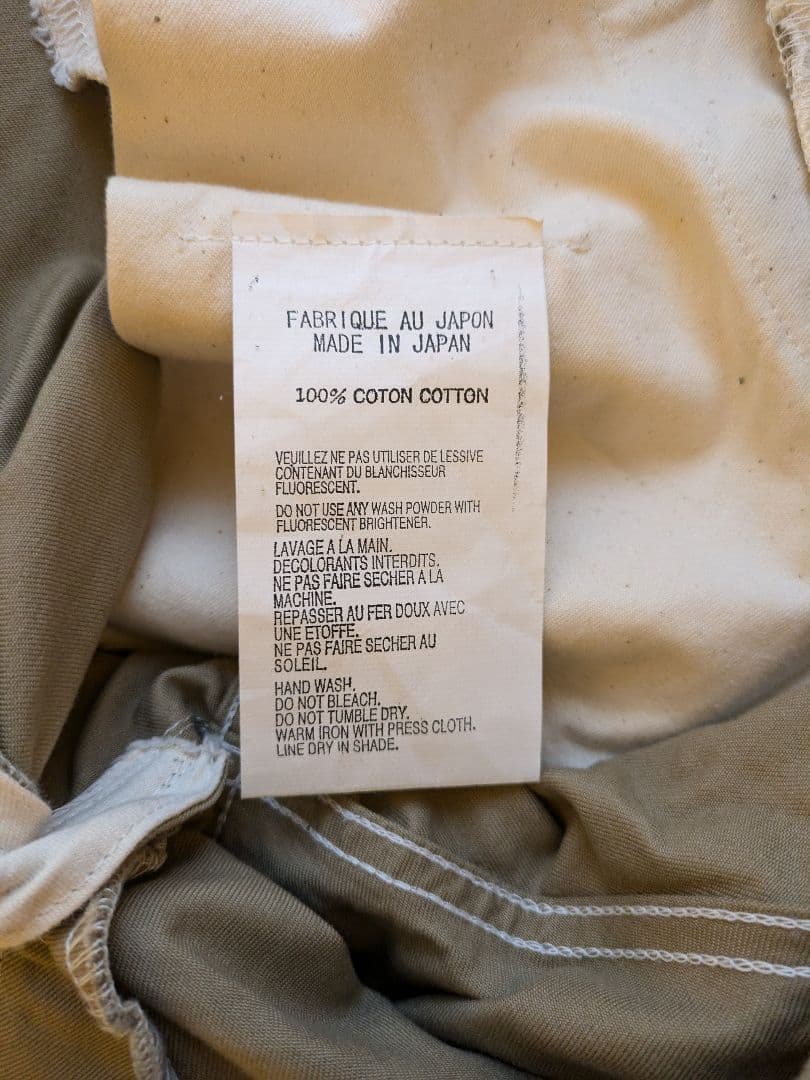 FABRIQUE AU JAPON
MADE IN JAPAN
100% COTON COTTON
VEUILLEZ NE PAS UTILISER DE LESSIVE
CONTENANT DU BLANCHISSEUR
FLUORESCENT.
DO NOT USE ANY WASH POWDER WITH
FLUORESCENT BRIGHTENER.
LAVAGE A LA MAIN.
DECOLORANTS INTERDITS.
NE PAS FAIRE SECHER A LA
MACHINE.
REPASSER AU FER DOUX AVEC
UNE ETOFFE.
NE PAS FAIRE SECHER AU
SOLEIL.
HAND WASH.
DO NOT BLEACH.
DO NOT TUMBLE DRY.
WARM IRON WITH PRESS CLOTH.
LINE DRY IN SHADE.